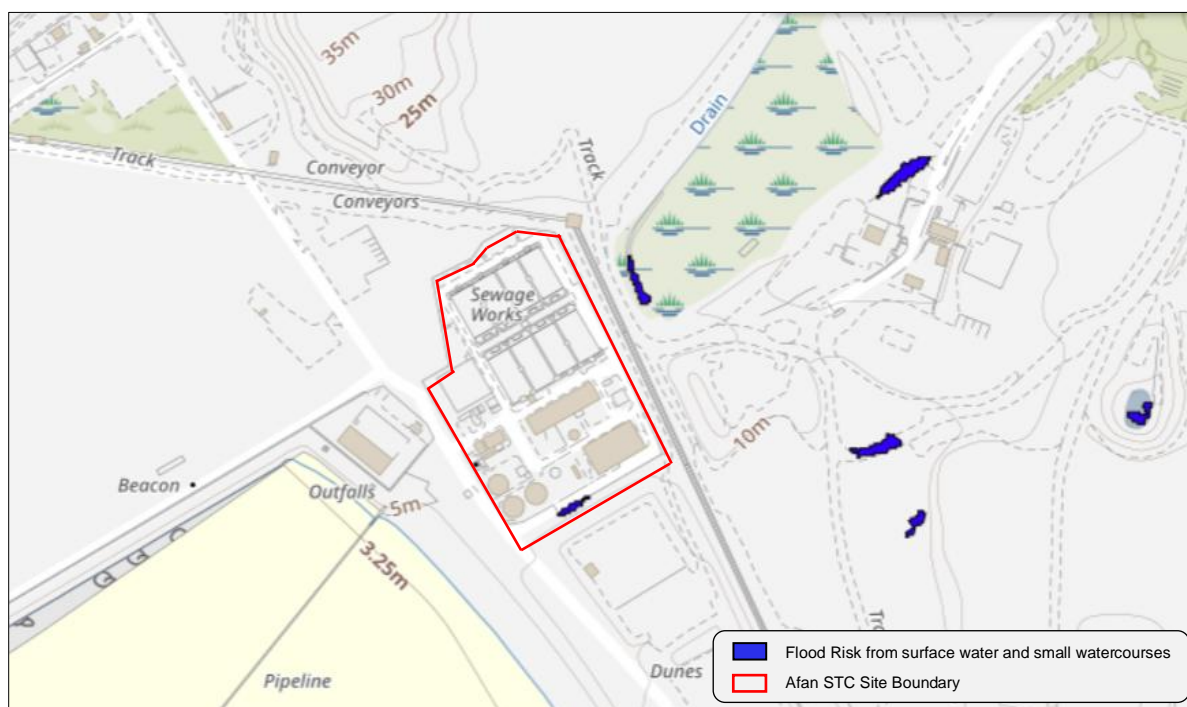 35m
30m
25m
Drain
Track
Track
Conveyor
Conveyors
Sewage
Works
10m
Beacon
Outfalls
5m
3.25m
Pipeline
Dunes
Flood Risk from surface water and small watercourses
Afan STC Site Boundary